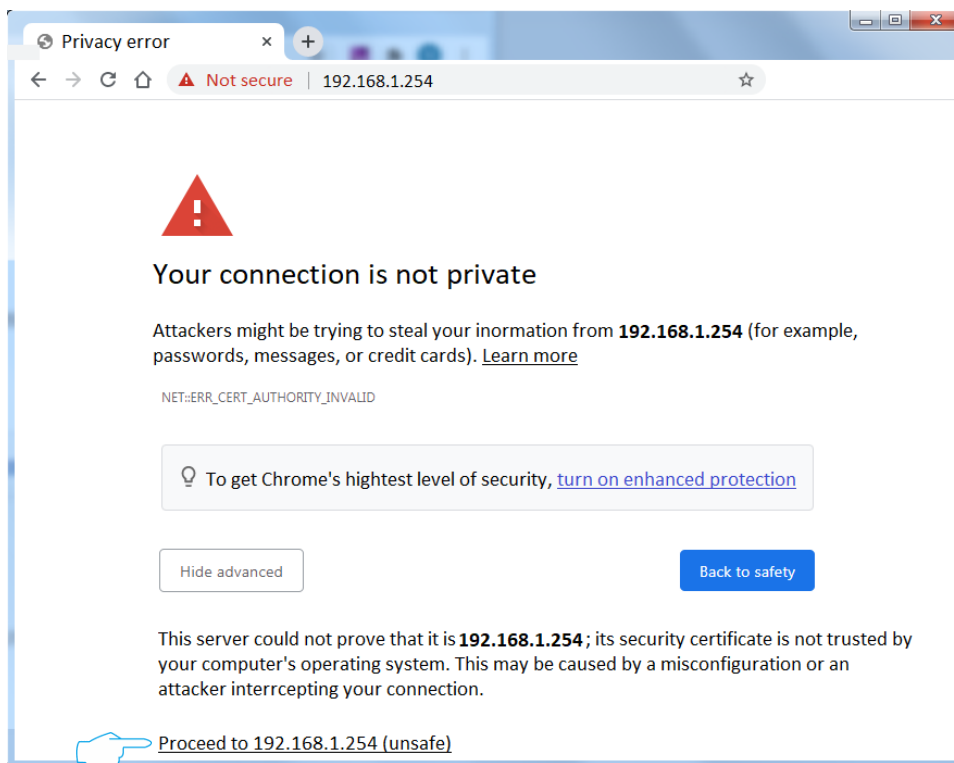 Privacy error
Not secure | 192.168.1.254
Your connection is not private
Attackers might be trying to steal your inormation from 192.168.1.254 (for example,
passwords, messages, or credit cards). Learn more
NET::ERR_CERT_AUTHORITY_INVALID
To get Chrome's hightest level of security, turn on enhanced protection
Hide advanced
Back to safety
This server could not prove that it is 192.168.1.254; its security certificate is not trusted by
your computer's operating system. This may be caused by a misconfiguration or an
attacker interrcepting your connection.
Proceed to 192.168.1.254 (unsafe)